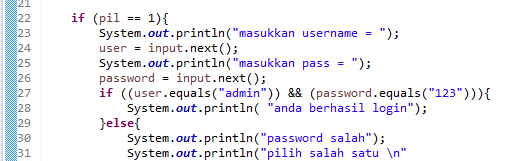 21
22 if (pil == 1){
23 System.out.println("masukkan username = ");
24 user = input.next();
25 System.out.println("masukkan pass = ");
26 password = input.next();
27 if ((user.equals("admin")) && (password.equals("123"))){
28 System.out.println( "anda berhasil login");
29 }else{
30 System.out.println("password salah");
31 System.out.println("pilih salah satu \n"